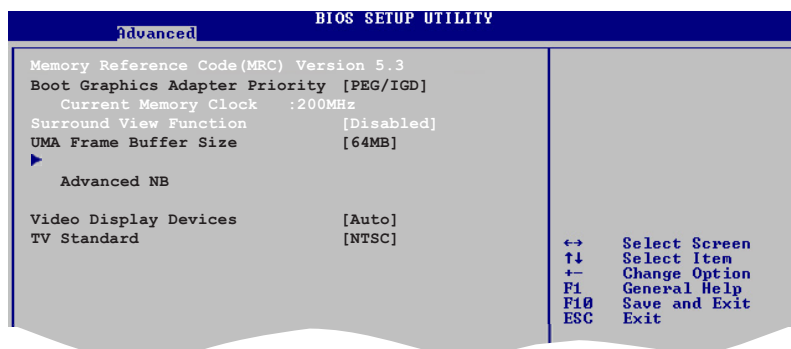 BIOS SETUP UTILITY
Advanced
Memory Reference Code(MRC) Version 5.3
Boot Graphics Adapter Priority [PEG/IGD]
Current Memory Clock :200MHz
Surround View Function [Disabled]
UMA Frame Buffer Size [64MB]
Advanced NB
Video Display Devices [Auto]
TV Standard [NTSC]
←→ Select Screen
↑↓ Select Item
+- Change Option
F1 General Help
F10 Save and Exit
ESC Exit